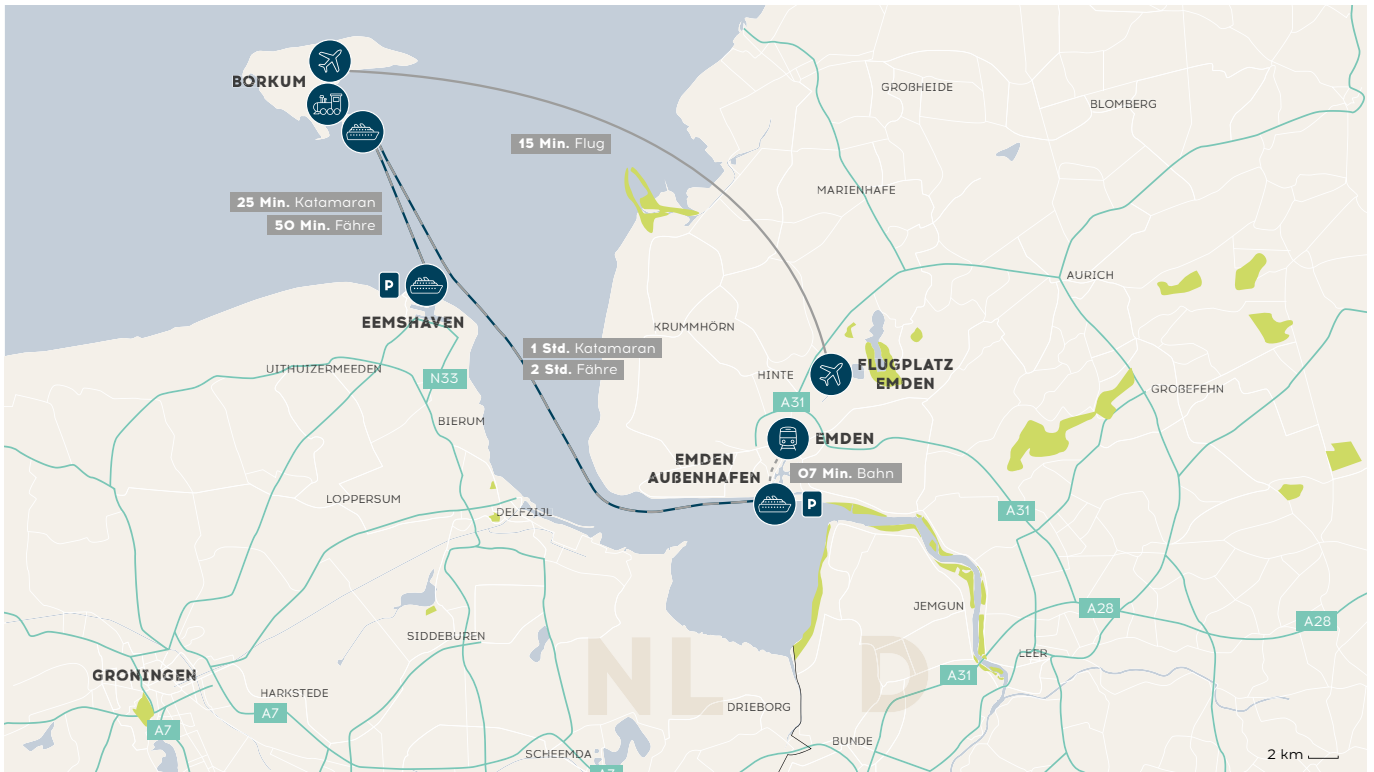 GROẞHEIDE
BORKUM
BLOMBERG
15 Min. Flug
MARIENHAFE
25 Min. Katamaran
50 Min. Fähre
AURICH
P
EEMSHAVEN
KRUMMHÖRN
1 Std. Katamaran
2 Std. Fähre
UITHUIZERMEEDEN
N33
HINTE
FLUGPLATZ
EMDEN
GROẞEFEHN
A31
BIERUM
EMDEN
EMDEN
AUẞENHAFEN
07 Min. Bahn
LOPPERSUM
P
DELFZIJL
A31
JEMGUN
A28
A28
SIDDEBUREN
NL
D
LEER
GRONINGEN
A31
HARKSTEDE
A7
DRIEBORG
A7
BUNDE
SCHEEMDA
2 km
A7